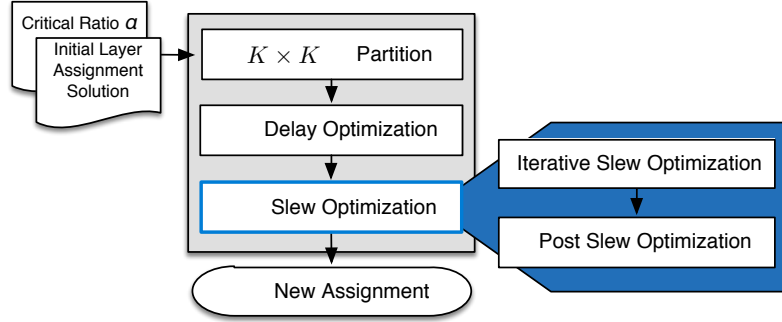 Critical Ratio α
Initial Layer
Assignment
Solution
K × K Partition
Delay Optimization
Slew Optimization
New Assignment
Iterative Slew Optimization
Post Slew Optimization